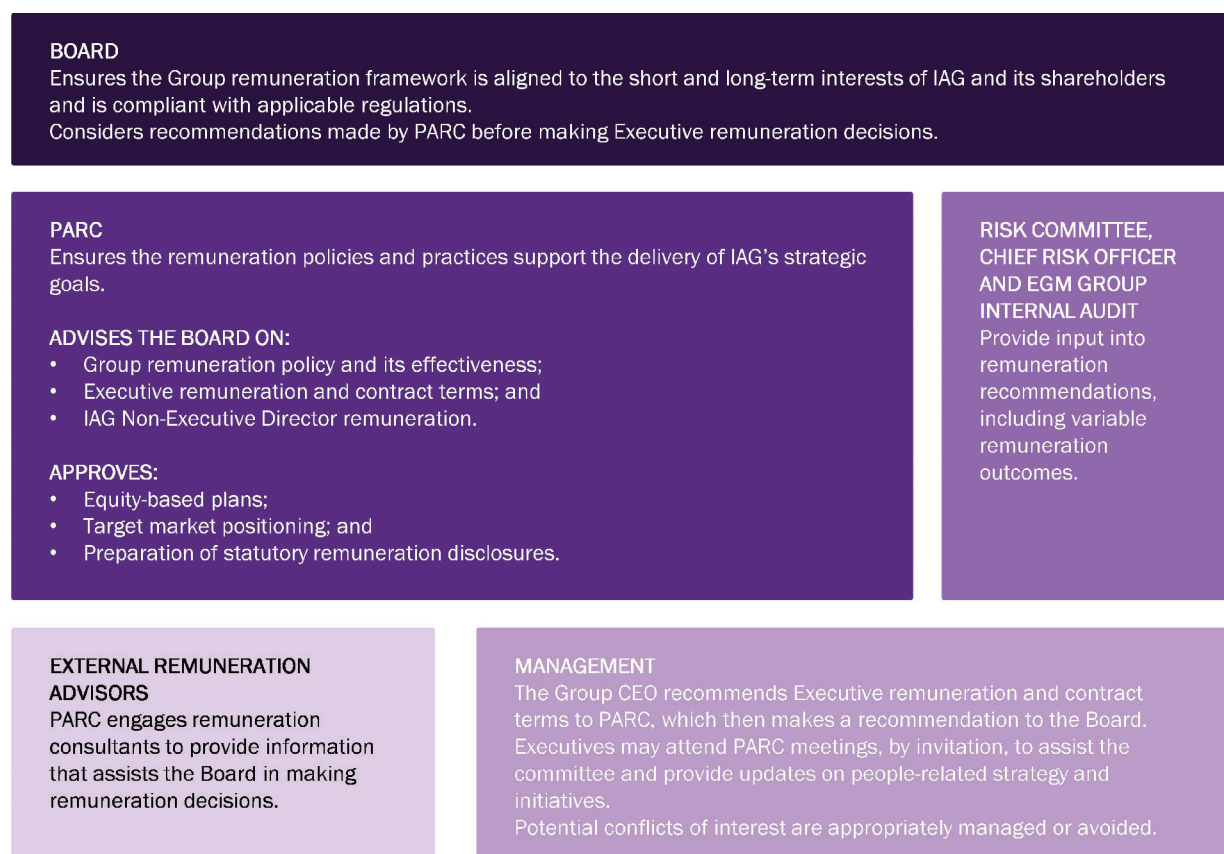 BOARD
Ensures the Group remuneration framework is aligned to the short and long-term interests of IAG and its shareholders
and is compliant with applicable regulations.
Considers recommendations made by PARC before making Executive remuneration decisions.
PARC
Ensures the remuneration policies and practices support the delivery of IAG's strategic
goals.
ADVISES THE BOARD ON:
• Group remuneration policy and its effectiveness;
• Executive remuneration and contract terms; and
• IAG Non-Executive Director remuneration.
APPROVES:
• Equity-based plans;
• Target market positioning; and
• Preparation of statutory remuneration disclosures.
RISK COMMITTEE,
CHIEF RISK OFFICER
AND EGM GROUP
INTERNAL AUDIT
Provide input into
remuneration
recommendations,
including variable
remuneration
outcomes.
EXTERNAL REMUNERATION
ADVISORS
PARC engages remuneration
consultants to provide information
that assists the Board in making
remuneration decisions.
MANAGEMENT
The Group CEO recommends Executive remuneration and contract
terms to PARC, which then makes a recommendation to the Board.
Executives may attend PARC meetings, by invitation, to assist the
committee and provide updates on people-related strategy and
initiatives.
Potential conflicts of interest are appropriately managed or avoided.